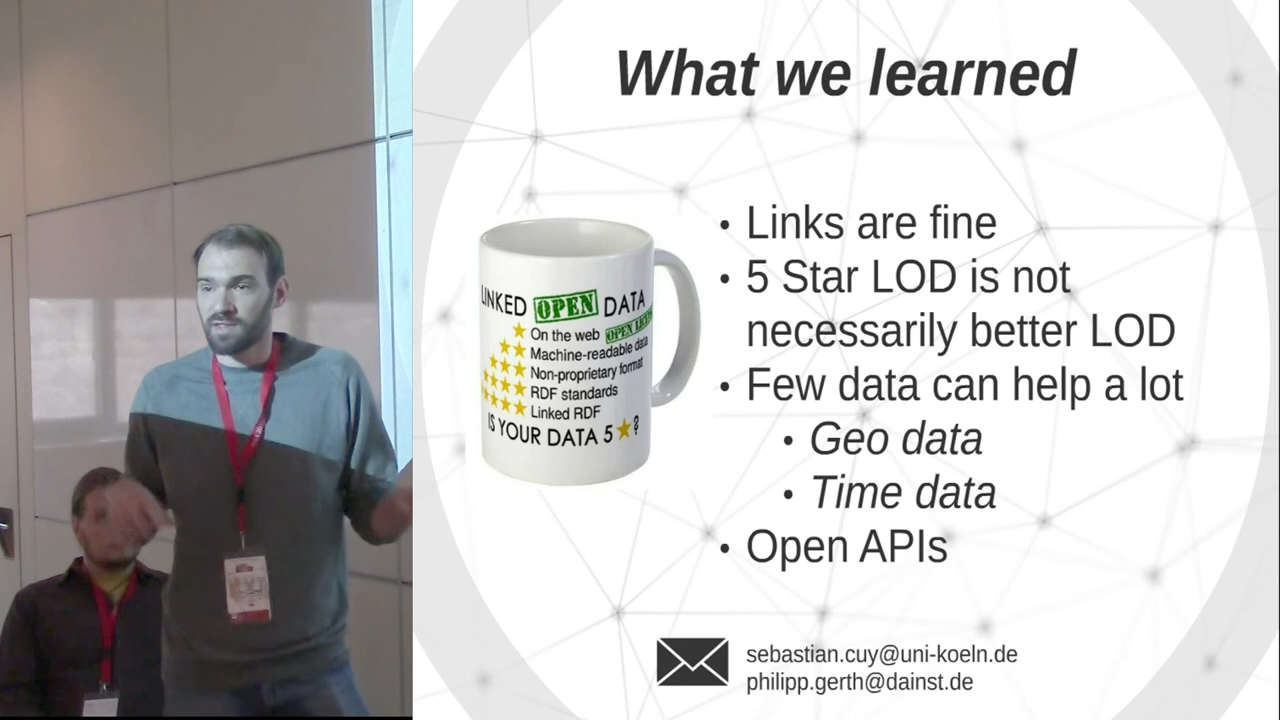 What we learned
LINKED OPEN DATA
On the web OPEN
Machine-readable data
Non-proprietary format
RDF standards
Linked RDF
IS YOUR DATA 5 ★?
• Links are fine
• 5 Star LOD is not
necessarily better LOD
• Few data can help a lot
• Geo data
• Time data
• Open APIs
sebastian.cuy@uni-koeln.de
philipp.gerth@dainst.de